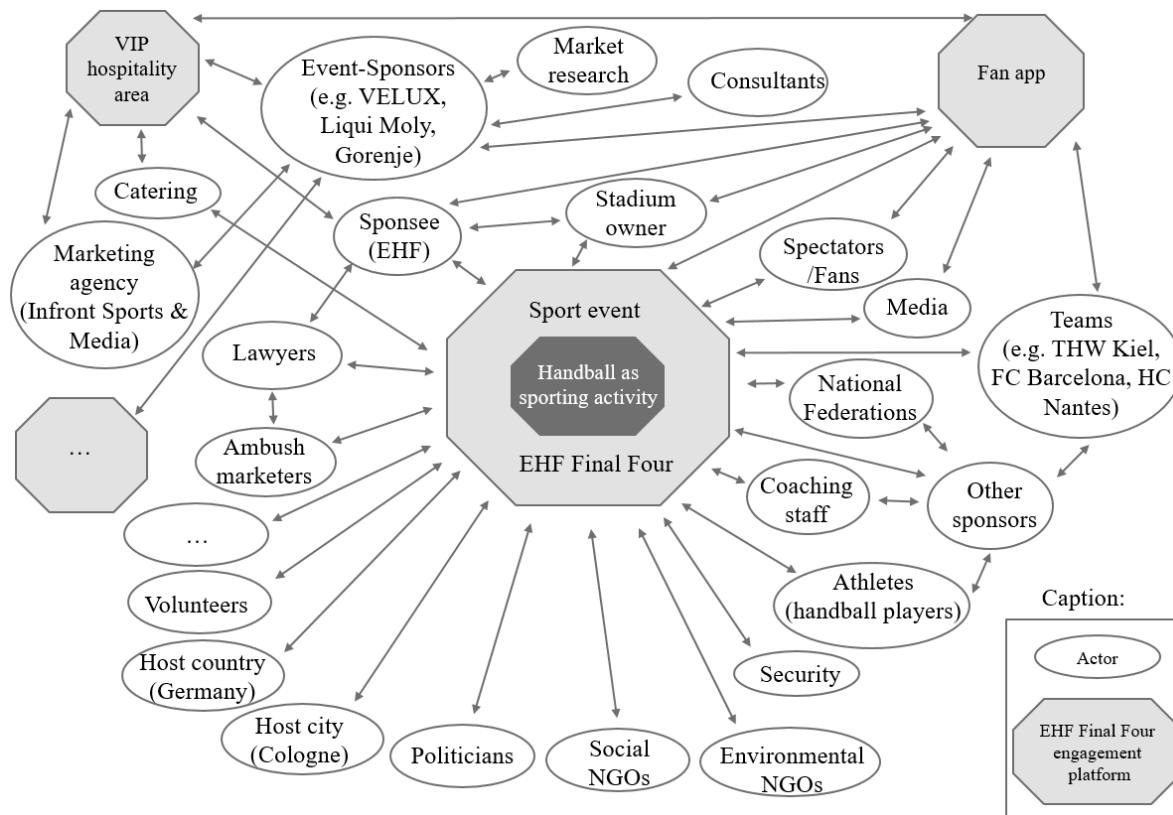 VIP
hospitality
area
Event-Sponsors
(e.g. VELUX,
Liqui Moly,
Gorenje)
Market
research
Consultants
Fan app
Catering
Sponsee
(EHF)
Stadium
owner
Spectators
/Fans
Marketing
agency
(Infront Sports &
Media)
Media
Teams
(e.g. THW Kiel,
FC Barcelona, HC
Nantes)
Lawyers
Sport event
Handball as
sporting activity
EHF Final Four
National
Federations
…
Ambush
marketers
Coaching
staff
Other
sponsors
…
Volunteers
Athletes
(handball players)
Host country
(Germany)
Security
Host city
(Cologne)
Politicians
Social
NGOs
Environmental
NGOs
Caption:
Actor
EHF Final Four
engagement
platform